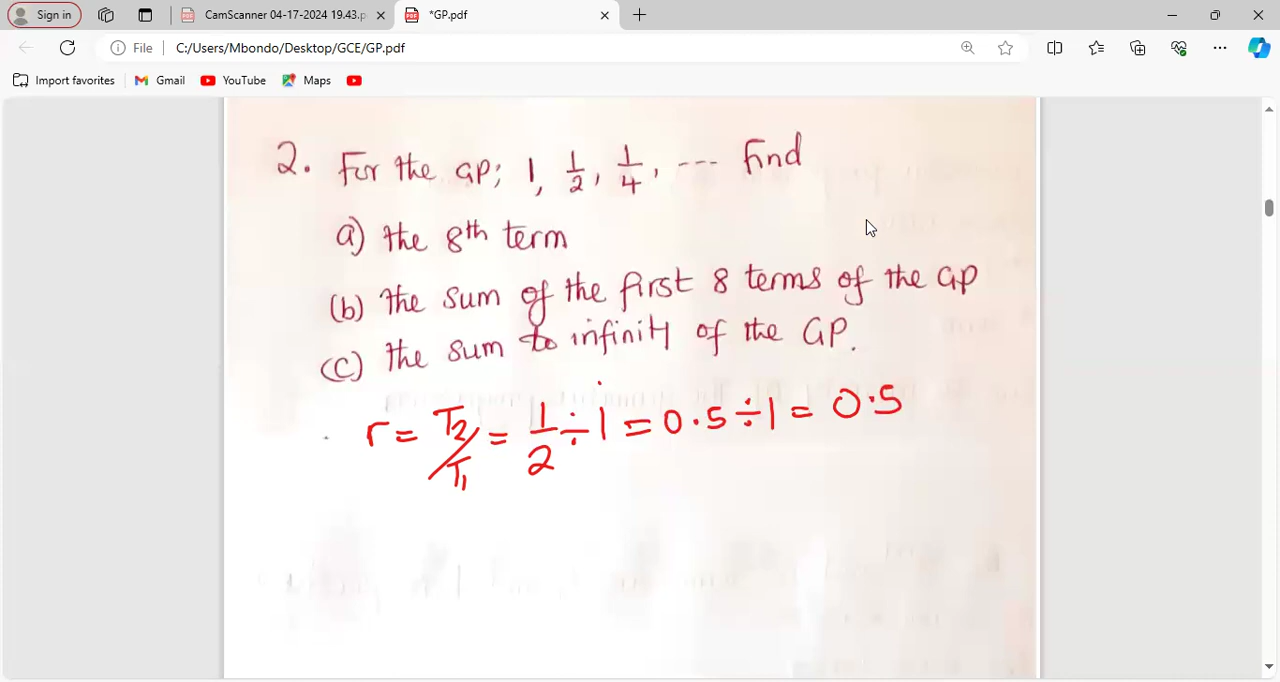 Sign in
CamScanner 04-17-2024 19.43.p
*GP.pdf
File
C:/Users/Mbondo/Desktop/GCE/GP.pdf
Import favorites
Gmail
YouTube
Maps
2. For the GP; 1, 1/2, 1/4, --- find
a) the 8th term
(b) the sum of the first 8 terms of the GP
(c) the sum to infinity of the GP.
r = T2/T1 = 1/2 ÷ 1 = 0.5 ÷ 1 = 0.5